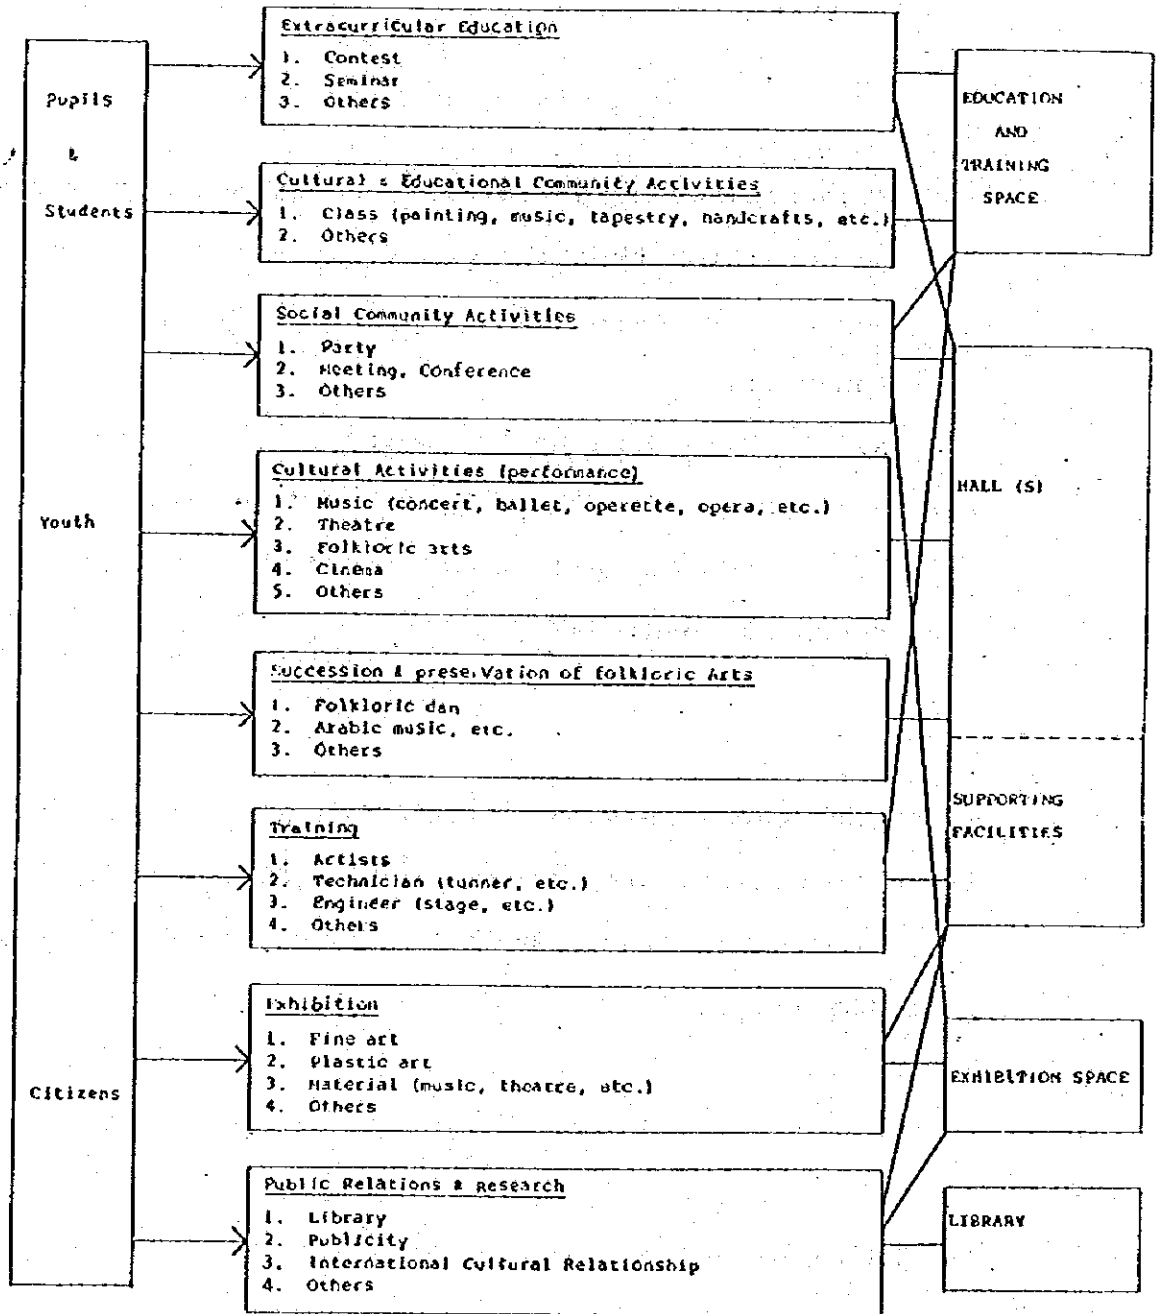 Pupils
&
Students
Youth
Citizens
Extracurricular Education
1. Contest
2. Seminar
3. Others
Cultural & Educational Community Activities
1. Class (painting, music, tapestry, handcrafts, etc.)
2. Others
Social Community Activities
1. Party
2. Meeting, Conference
3. Others
Cultural Activities (performance)
1. Music (concert, ballet, operette, opera, etc.)
2. Theatre
3. Folkloric arts
4. Cinema
5. Others
Succession & preservation of folkloric Arts
1. Folkloric dan
2. Arabic music, etc.
3. Others
Training
1. Artists
2. Technician (tunner, etc.)
3. Engineer (stage, etc.)
4. Others
Exhibition
1. Fine art
2. Plastic art
3. Material (music, theatre, etc.)
4. Others
Public Relations & Research
1. Library
2. Publicity
3. International Cultural Relationship
4. Others
EDUCATION
AND
TRAINING
SPACE
HALL (S)
SUPPORTING
FACILITIES
EXHIBITION SPACE
LIBRARY